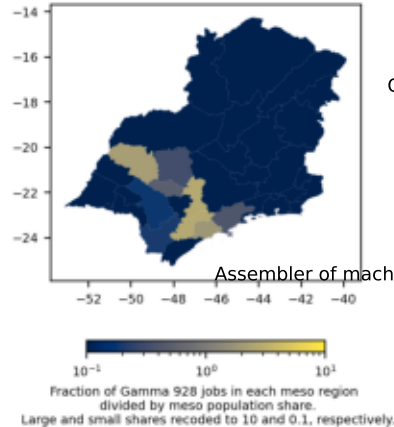 −14
−16
−18
−20
−22
−24
Assembler of mach
−52 −50 −48 −46 −44 −42 −40
10⁻¹ 10⁰ 10¹
Fraction of Gamma 928 jobs in each meso region
divided by meso population share.
Large and small shares recoded to 10 and 0.1, respectively.